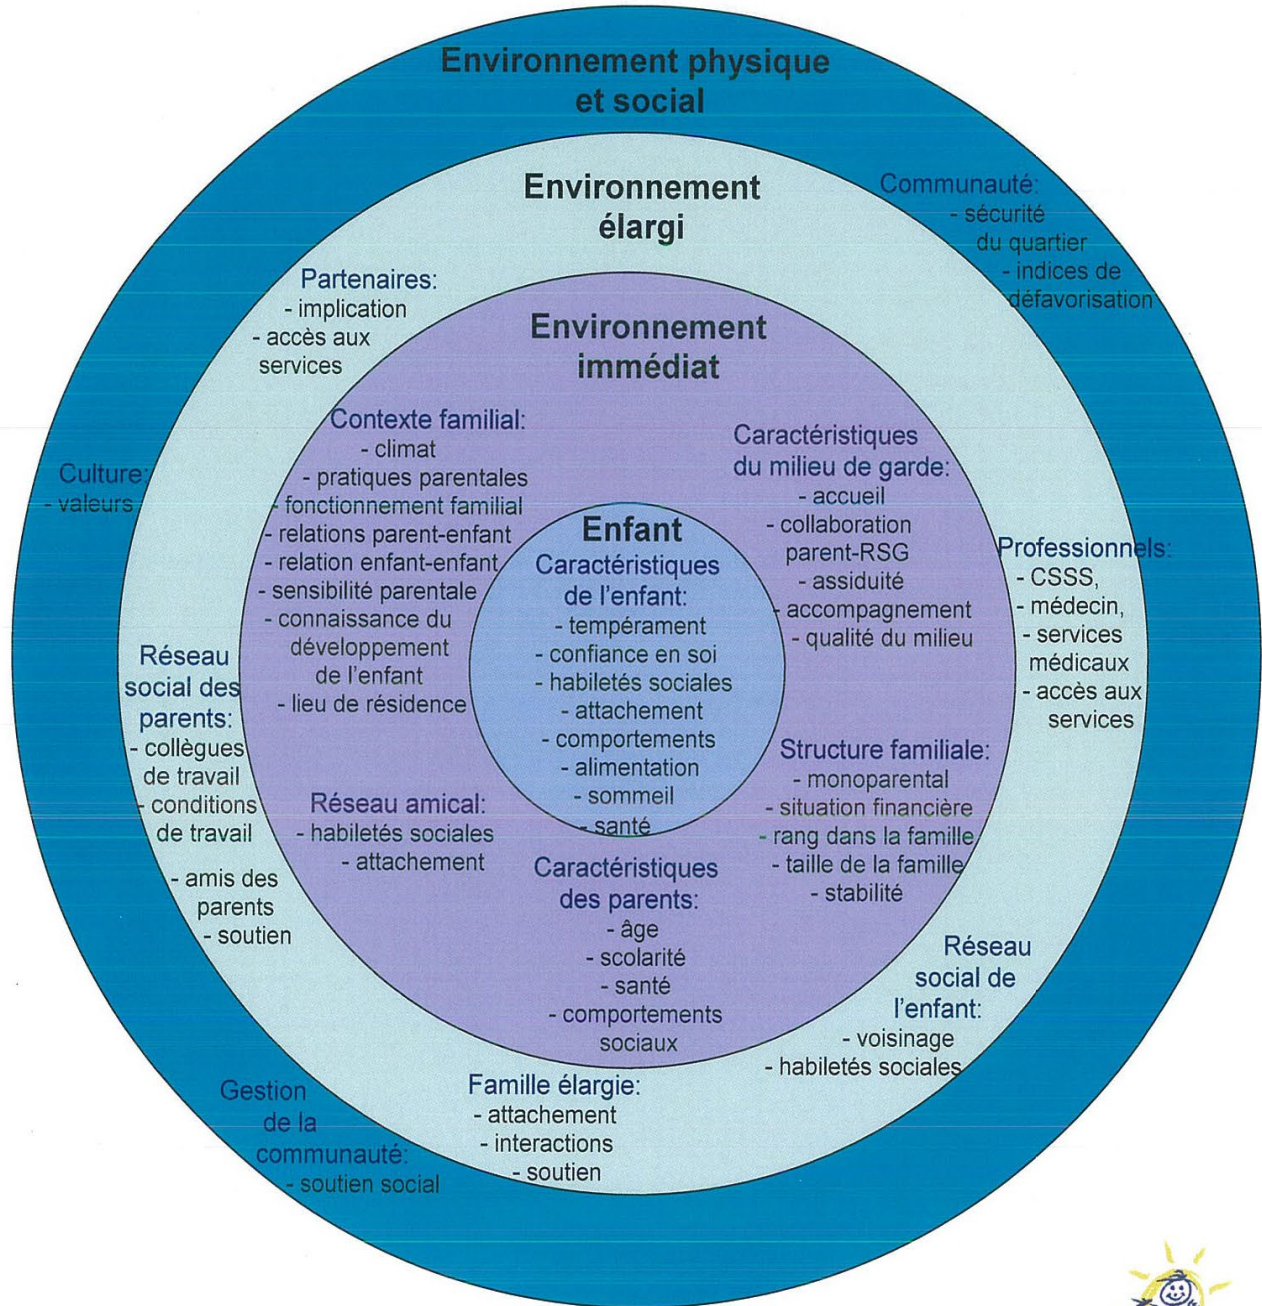 Environnement physique
et social
Environnement
élargi
Communauté:
- sécurité
du quartier
- indices de
défavorisation
Partenaires:
- implication
- accès aux
services
Environnement
immédiat
Contexte familial:
- climat
- pratiques parentales
- fonctionnement familial
- relations parent-enfant
- relation enfant-enfant
- sensibilité parentale
- connaissance du
développement
de l'enfant
- lieu de résidence
Caractéristiques
du milieu de garde:
- accueil
- collaboration
parent-RSG
- assiduité
- accompagnement
- qualité du milieu
Culture:
- valeurs
Enfant
Caractéristiques
de l'enfant:
- tempérament
- confiance en soi
- habiletés sociales
- attachement
- comportements
- alimentation
- sommeil
- santé
Professionnels:
- CSSS,
- médecin,
- services
médicaux
- accès aux
services
Réseau
social des
parents:
- collègues
de travail
- conditions
de travail
- amis des
parents
- soutien
Réseau amical:
- habiletés sociales
- attachement
Structure familiale:
- monoparental
- situation financière
- rang dans la famille
- taille de la famille
- stabilité
Caractéristiques
des parents:
- âge
- scolarité
- santé
- comportements
sociaux
Réseau
social de
l'enfant:
- voisinage
- habiletés sociales
Famille élargie:
- attachement
- interactions
- soutien
Gestion
de la
communauté:
- soutien social